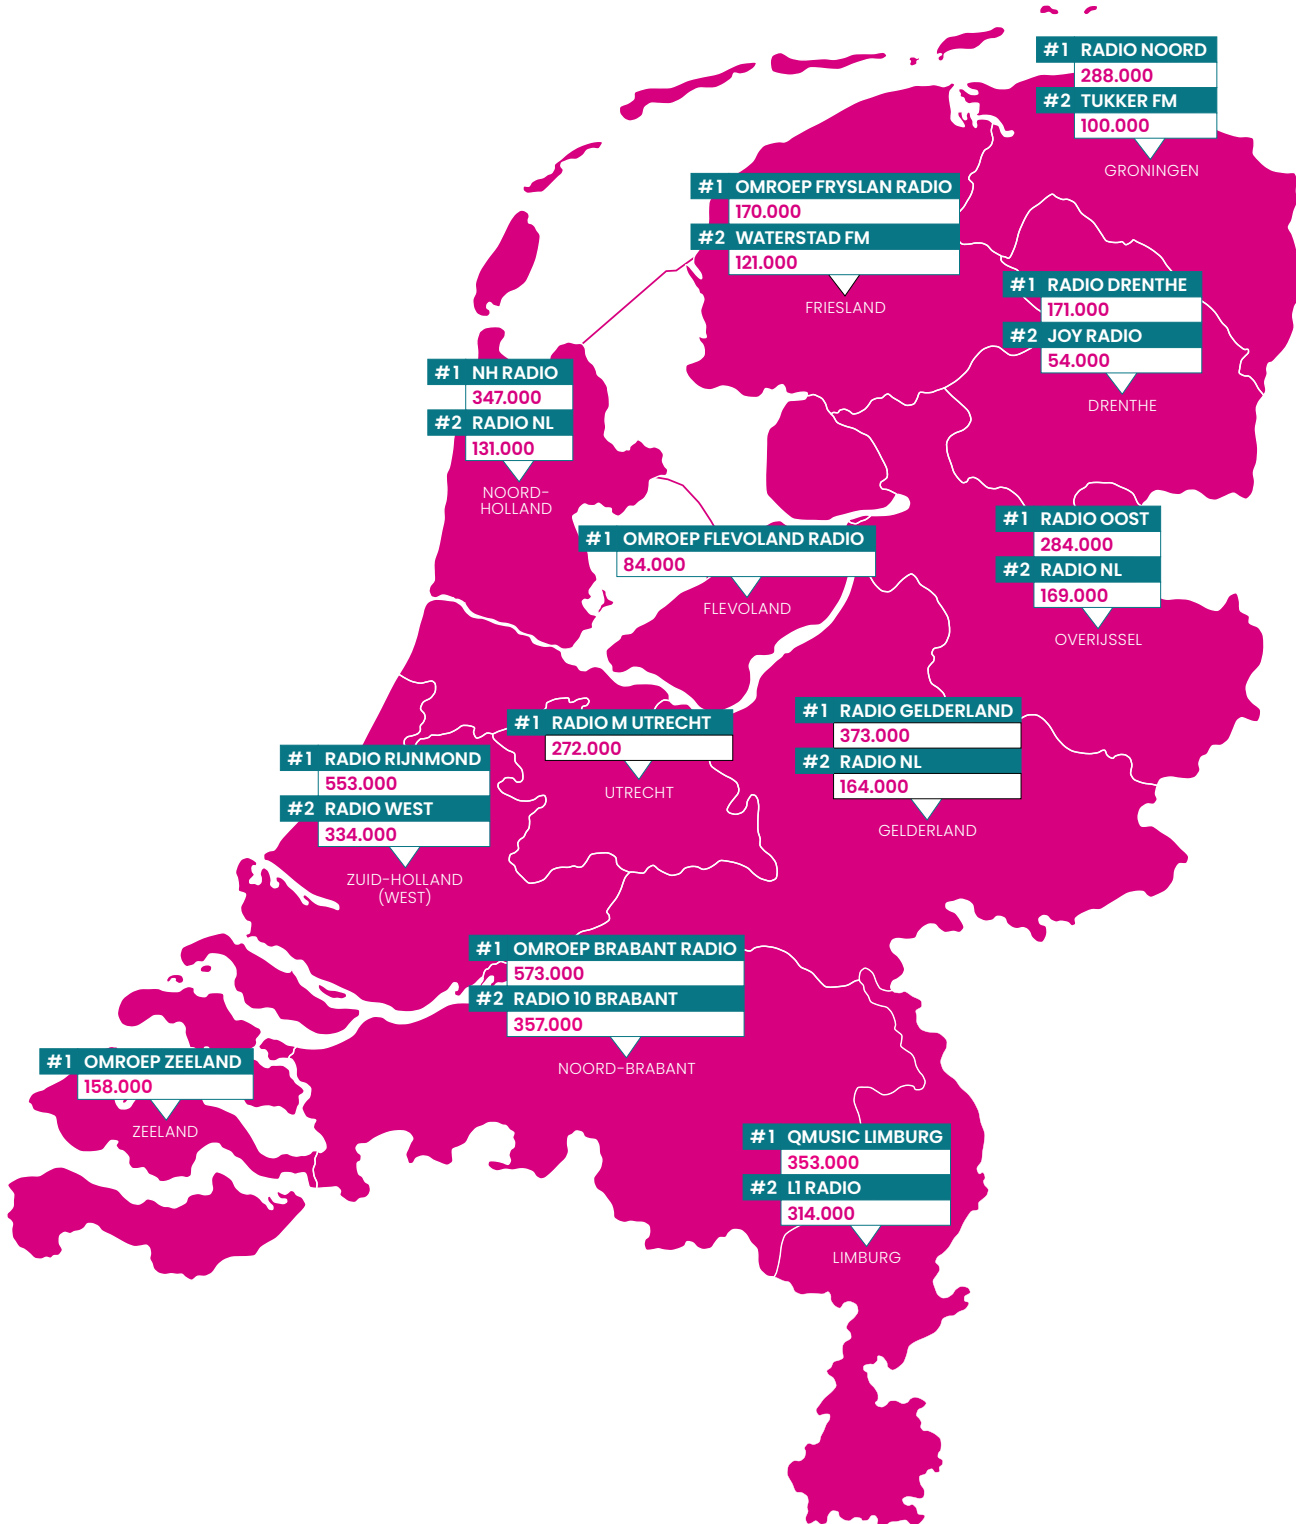 #1 RADIO NOORD
288.000
#2 TUKKER FM
100.000
GRONINGEN
#1 OMROEP FRYSLAN RADIO
170.000
#2 WATERSTAD FM
121.000
FRIESLAND
#1 RADIO DRENTHE
171.000
#2 JOY RADIO
54.000
DRENTHE
#1 NH RADIO
347.000
#2 RADIO NL
131.000
NOORD-
HOLLAND
#1 RADIO OOST
284.000
#2 RADIO NL
169.000
OVERIJSSEL
#1 OMROEP FLEVOLAND RADIO
84.000
FLEVOLAND
#1 RADIO GELDERLAND
373.000
#2 RADIO NL
164.000
GELDERLAND
#1 RADIO M UTRECHT
272.000
UTRECHT
#1 RADIO RIJNMOND
553.000
#2 RADIO WEST
334.000
ZUID-HOLLAND
(WEST)
#1 OMROEP BRABANT RADIO
573.000
#2 RADIO 10 BRABANT
357.000
NOORD-BRABANT
#1 OMROEP ZEELAND
158.000
ZEELAND
#1 QMUSIC LIMBURG
353.000
#2 L1 RADIO
314.000
LIMBURG